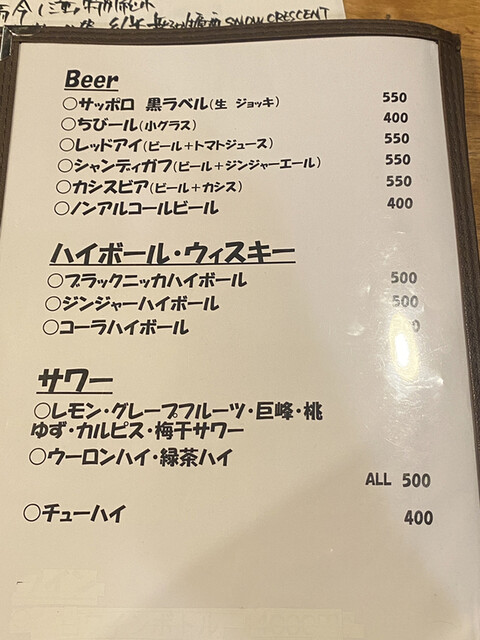 SNOW CRESCENT
Beer
○サッポロ 黒ラベル(生 ジョッキ) 550
○ちびール(小グラス) 400
○レッドアイ(ビール+トマトジュース) 550
○シャンディガフ(ビール+ジンジャーエール) 550
○カシスビア(ビール+カシス) 550
○ノンアルコールビール 400
ハイボール・ウィスキー
○ブラックニッカハイボール 500
○ジンジャーハイボール 500
○コーラハイボール
サワー
○レモン・グレープフルーツ・巨峰・桃
ゆず・カルピス・梅干サワー
○ウーロンハイ・緑茶ハイ
ALL 500
○チューハイ 400